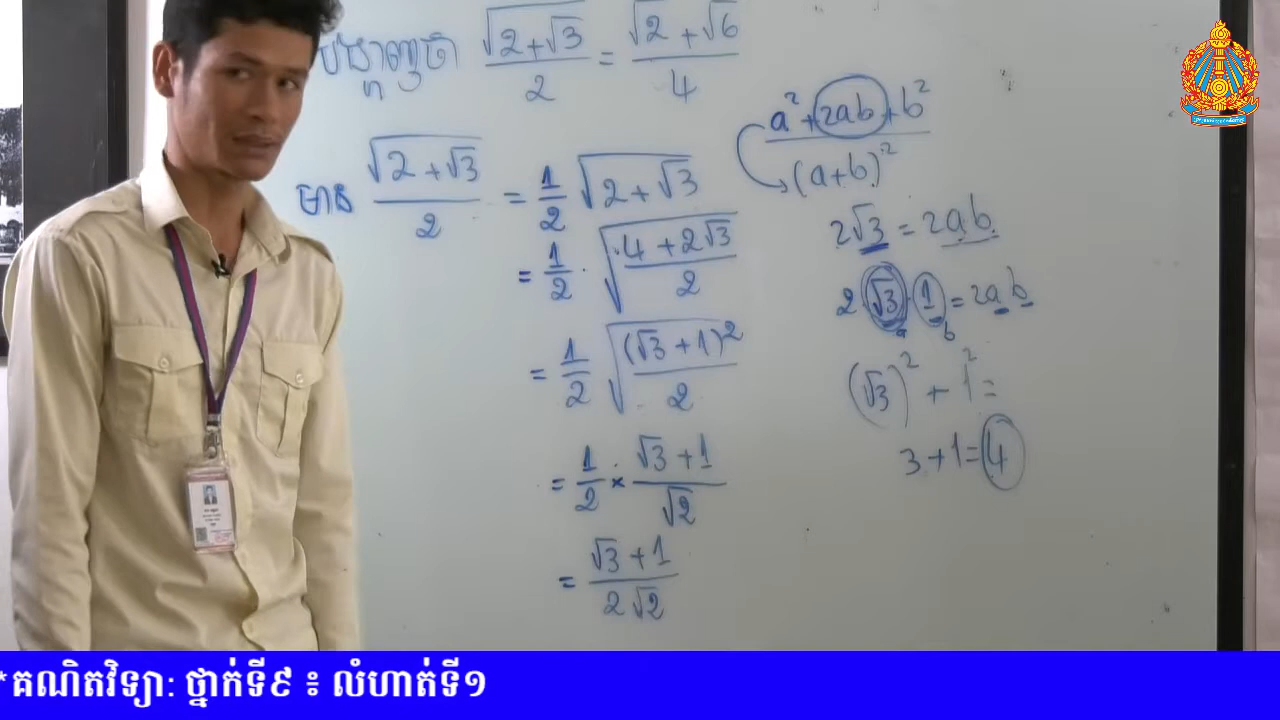 បង្ហាញថា √(2+√3)/2 = (√2+√6)/4
មាន √(2+√3)/2 = 1/2 √(2+√3)
= 1/2 · √((4+2√3)/2)
= 1/2 √((√3+1)²/2)
= 1/2 × (√3+1)/√2
= (√3+1)/(2√2)
a²+2ab+b²
(a+b)²
2√3 = 2ab
2·√3·1 = 2ab
a b
(√3)² + 1² =
3+1=4
*គណិតវិទ្យា: ថ្នាក់ទី៩ ៖ លំហាត់ទី១